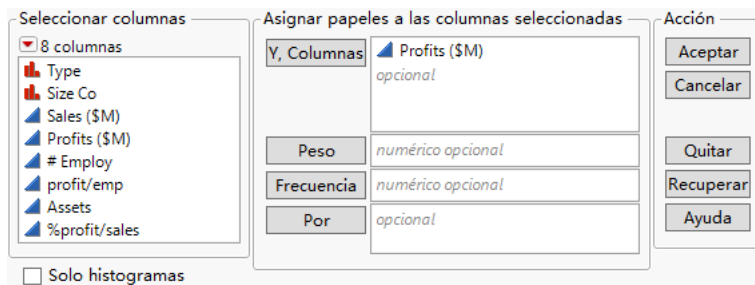 Seleccionar columnas
8 columnas
Type
Size Co
Sales ($M)
Profits ($M)
# Employ
profit/emp
Assets
%profit/sales
Solo histogramas
Asignar papeles a las columnas seleccionadas
Y, Columnas
Profits ($M)
opcional
Peso
numérico opcional
Frecuencia
numérico opcional
Por
opcional
Acción
Aceptar
Cancelar
Quitar
Recuperar
Ayuda